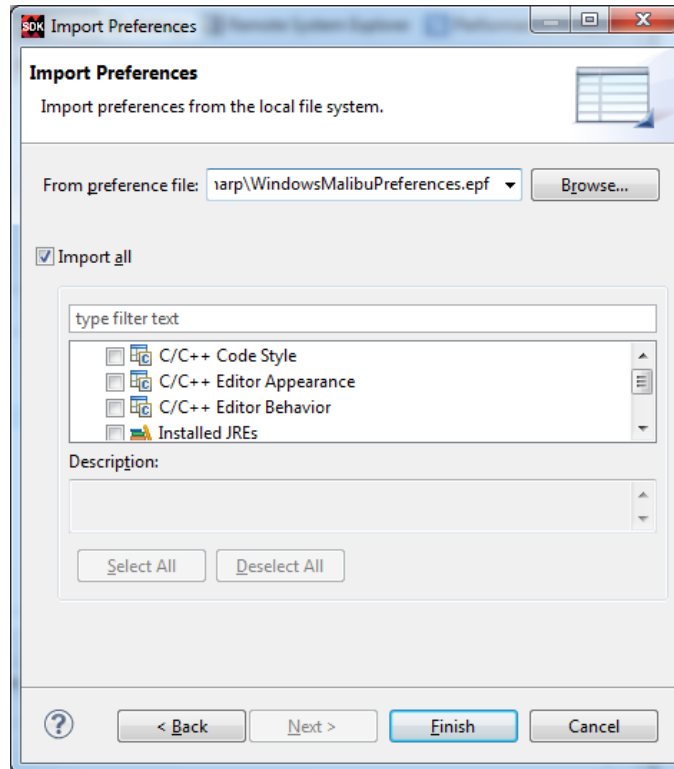 SDK Import Preferences
Import Preferences
Import preferences from the local file system.
From preference file: arp\WindowsMalibuPreferences.epf Browse...
Import all
type filter text
C/C++ Code Style
C/C++ Editor Appearance
C/C++ Editor Behavior
Installed JREs
Description:
Select All Deselect All
< Back Next > Finish Cancel